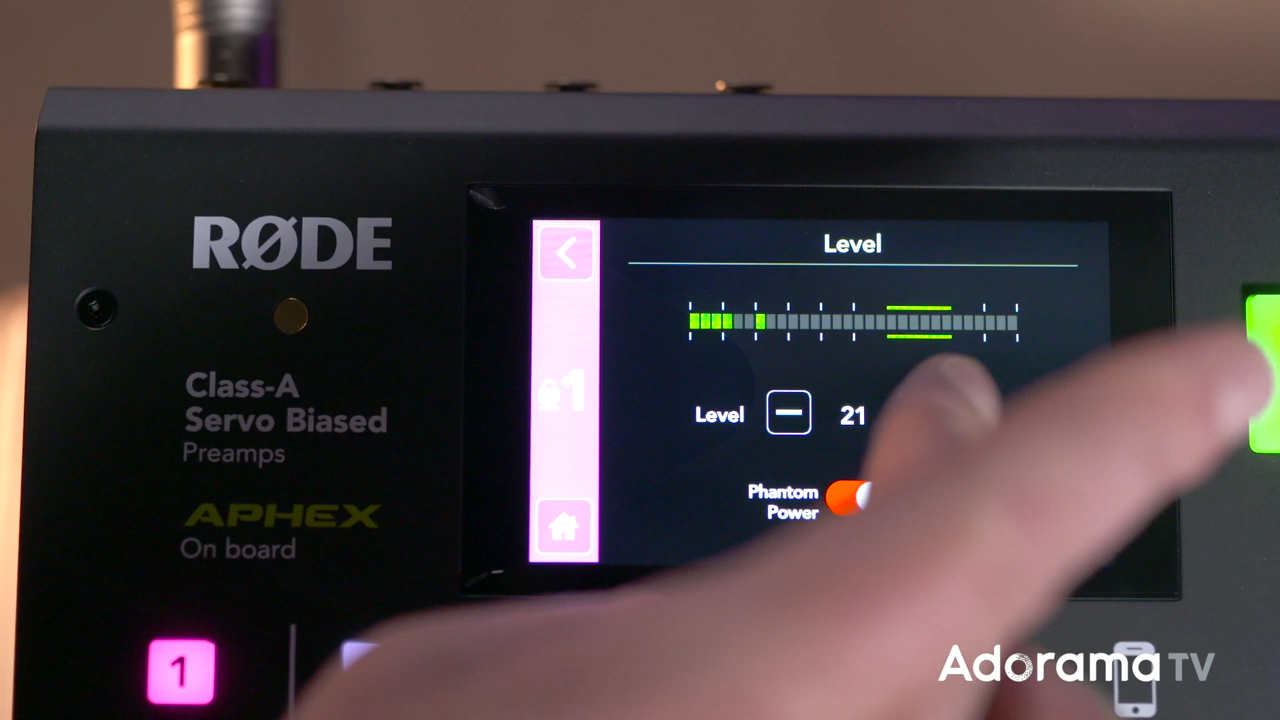 RØDE
Class-A
Servo Biased
Preamps
APHEX
On board
1
Level
1
Level
21
Phantom
Power
Adorama TV